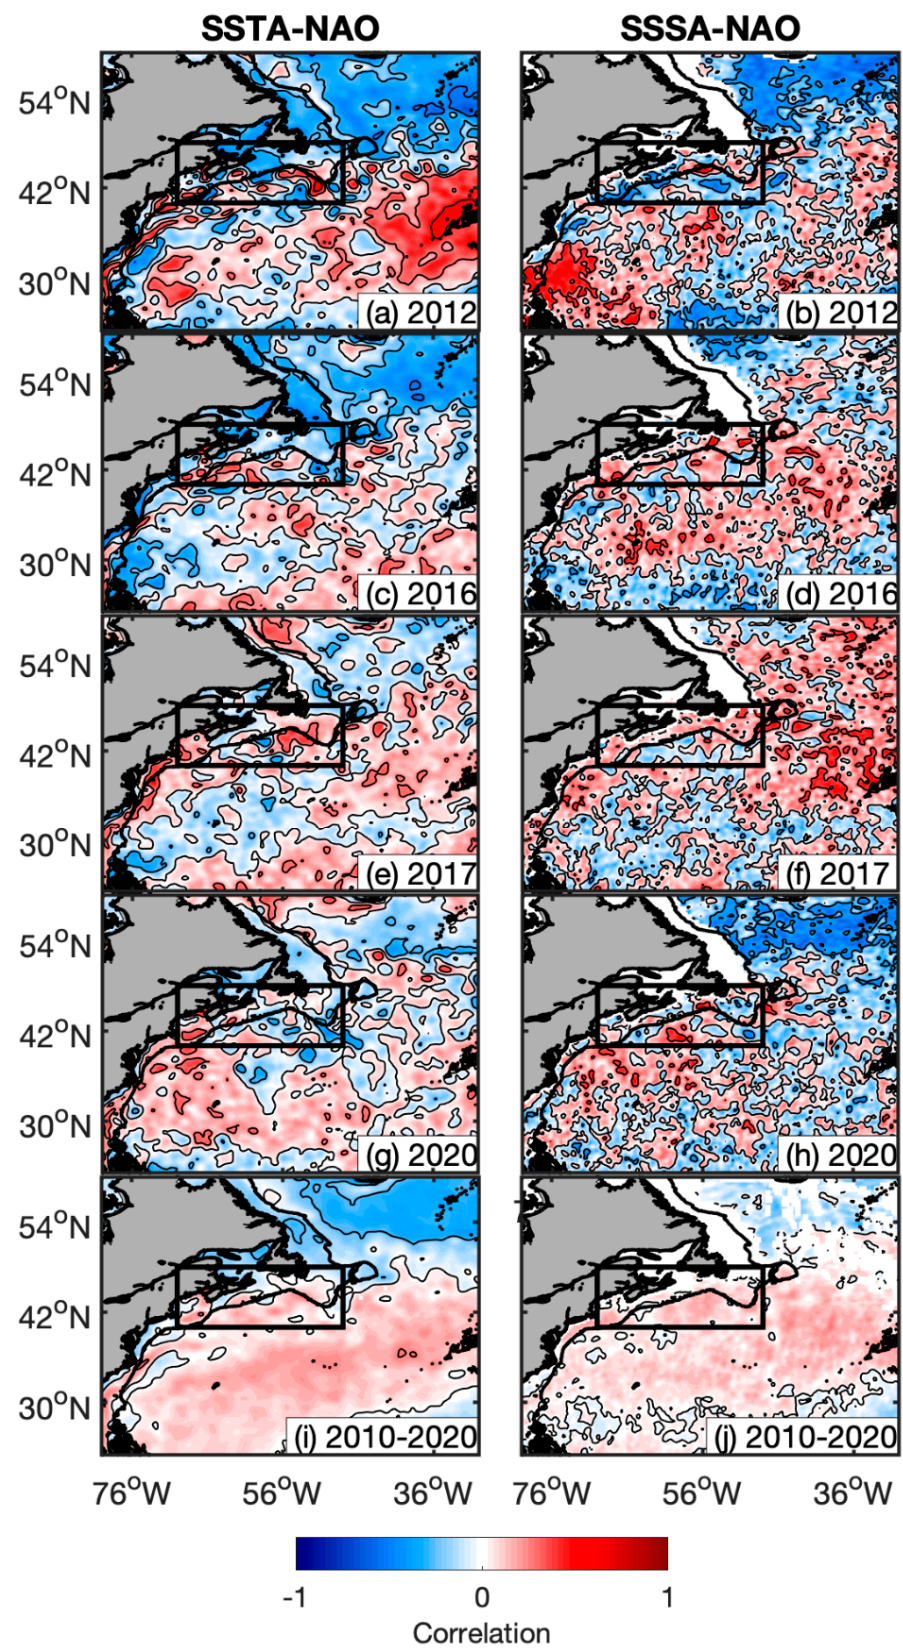 SSTA-NAO SSSA-NAO
54°N
42°N
30°N
(a) 2012 (b) 2012
54°N
42°N
30°N
(c) 2016 (d) 2016
54°N
42°N
30°N
(e) 2017 (f) 2017
54°N
42°N
30°N
(g) 2020 (h) 2020
54°N
42°N
30°N
(i) 2010-2020 (j) 2010-2020
76°W 56°W 36°W 76°W 56°W 36°W
-1 0 1
Correlation